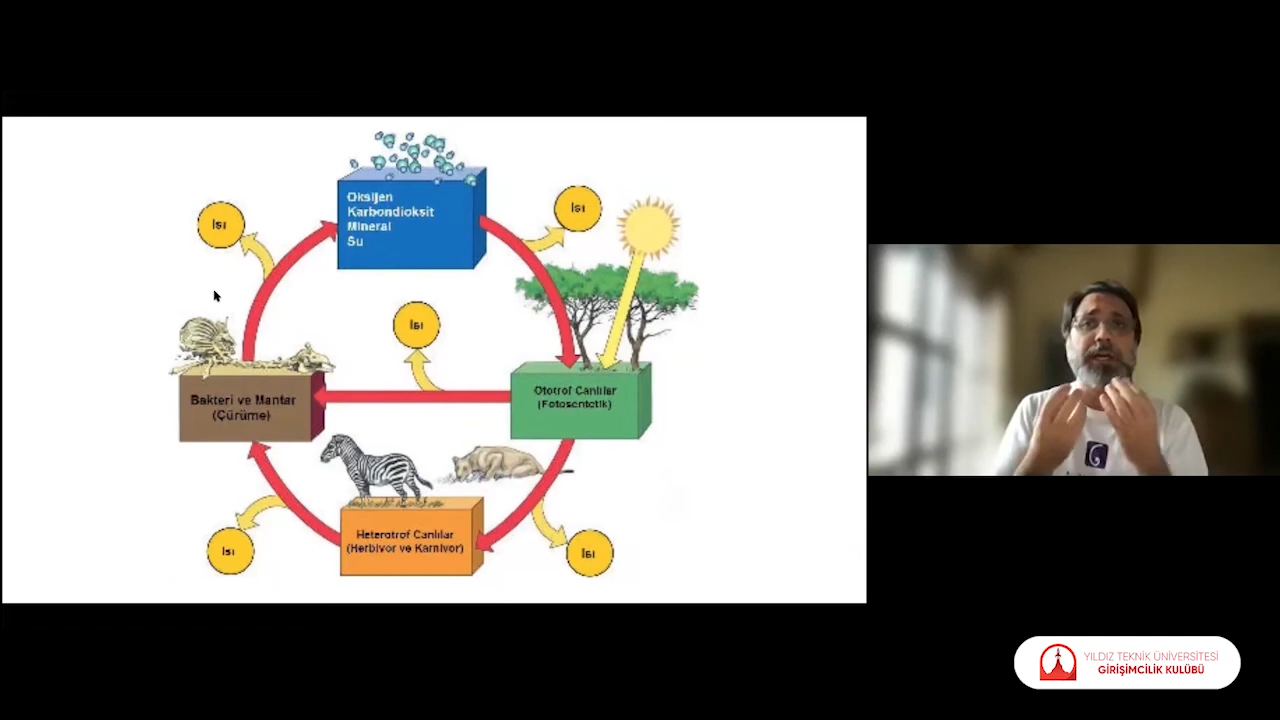 Oksijen
Karbondioksit
Mineral
Su
Isı
Isı
Isı
Bakteri ve Mantar
(Çürüme)
Ototrof Canlılar
(Fotosentetik)
Heterotrof Canlılar
(Herbivor ve Karnivor)
Isı
Isı
YILDIZ TEKNİK ÜNİVERSİTESİ
GİRİŞİMCİLİK KULÜBÜ